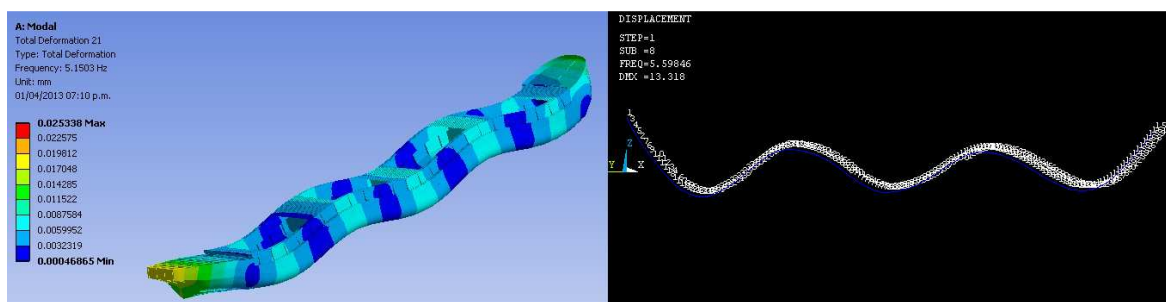 A: Modal
Total Deformation 21
Type: Total Deformation
Frequency: 5.1503 Hz
Unit: mm
01/04/2013 07:10 p.m.
0.025338 Max
0.022575
0.019812
0.017048
0.014285
0.011522
0.0087584
0.0059952
0.0032319
0.00046865 Min
DISPLACEMENT
STEP=1
SUB =8
FREQ=5.59846
DMX =13.318
Z
Y X